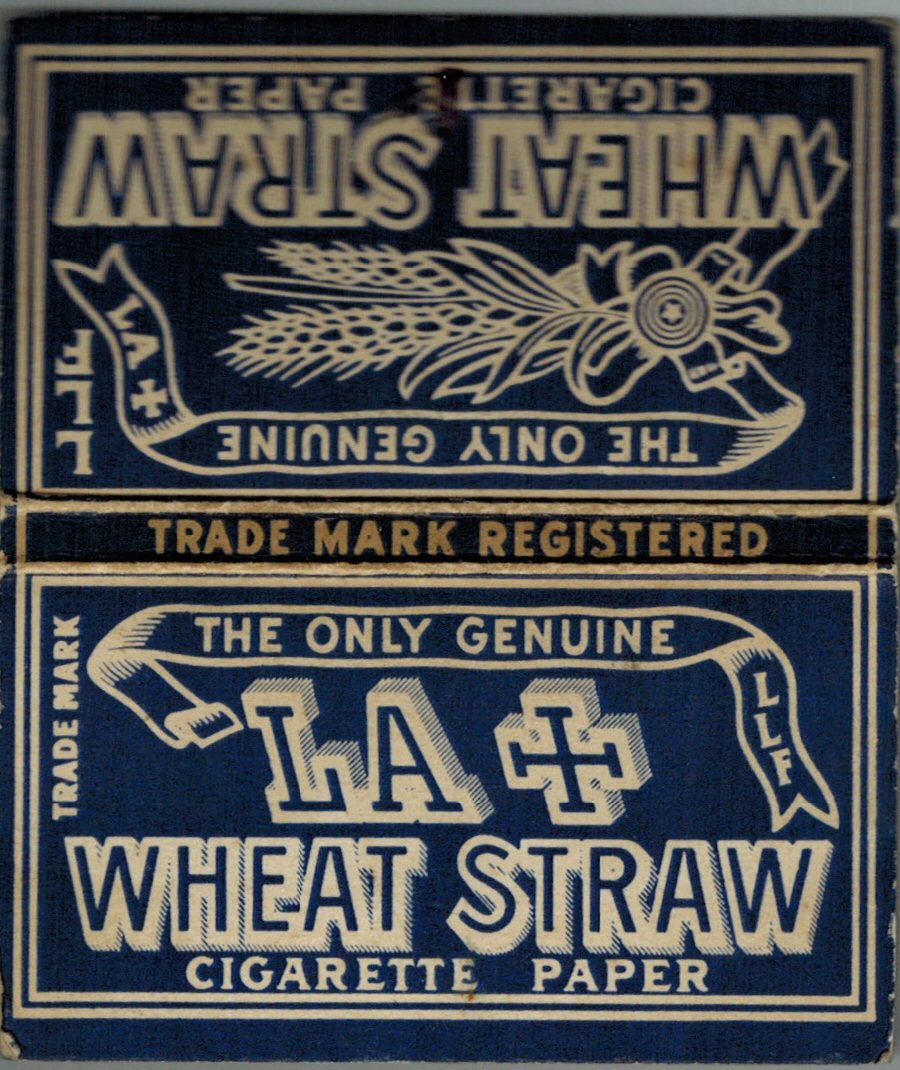 WHEAT STRAW
CIGARETTE PAPER
LLF
LA ✠
THE ONLY GENUINE
TRADE MARK REGISTERED
THE ONLY GENUINE
LLF
TRADE MARK
LA ✠
WHEAT STRAW
CIGARETTE PAPER